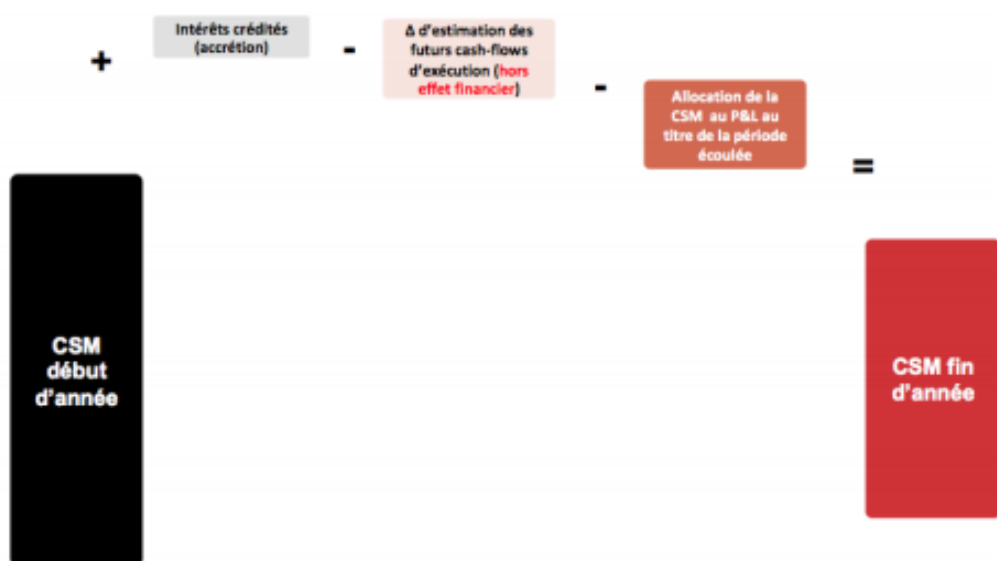 +
Intérêts crédités
(accrétion)
-
Δ d'estimation des
futurs cash-flows
d'exécution (hors
effet financier)
-
Allocation de la
CSM au P&L au
titre de la période
écoulée
=
CSM
début
d'année
CSM fin
d'année